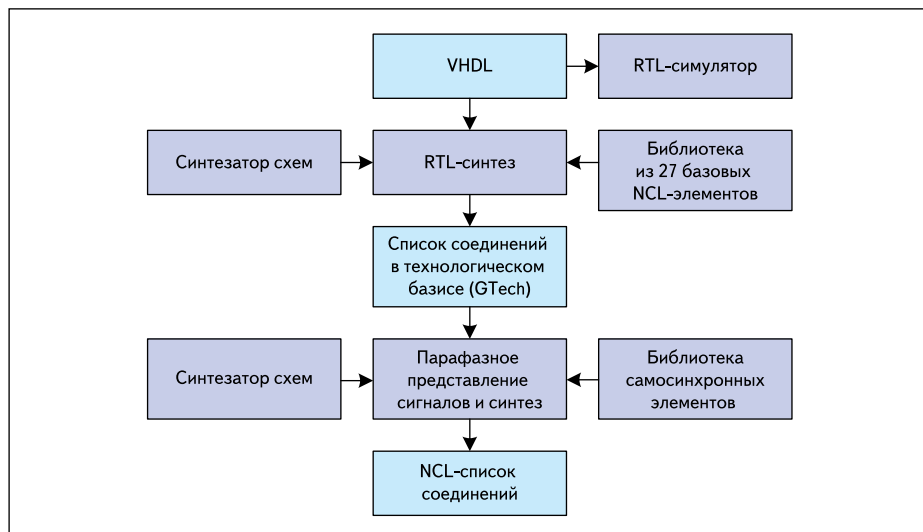 VHDL
RTL-симулятор
Синтезатор схем
RTL-синтез
Библиотека
из 27 базовых
NCL-элементов
Список соединений
в технологическом
базисе (GTech)
Синтезатор схем
Парафазное
представление
сигналов и синтез
Библиотека
самосинхронных
элементов
NCL-список
соединений